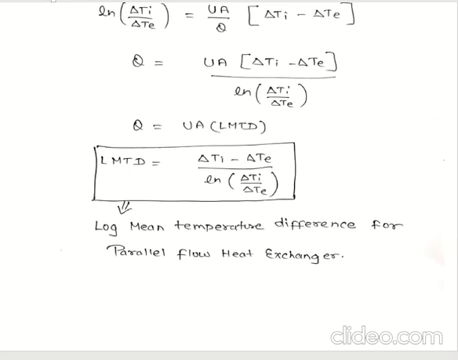 ln(ΔTi/ΔTe) = UA/Q [ΔTi - ΔTe]
Q = UA [ΔTi - ΔTe] / ln(ΔTi/ΔTe)
Q = UA (LMTD)
LMTD = ΔTi - ΔTe / ln(ΔTi/ΔTe)
Log Mean temperature difference for
Parallel flow Heat Exchanger.
clideo.com